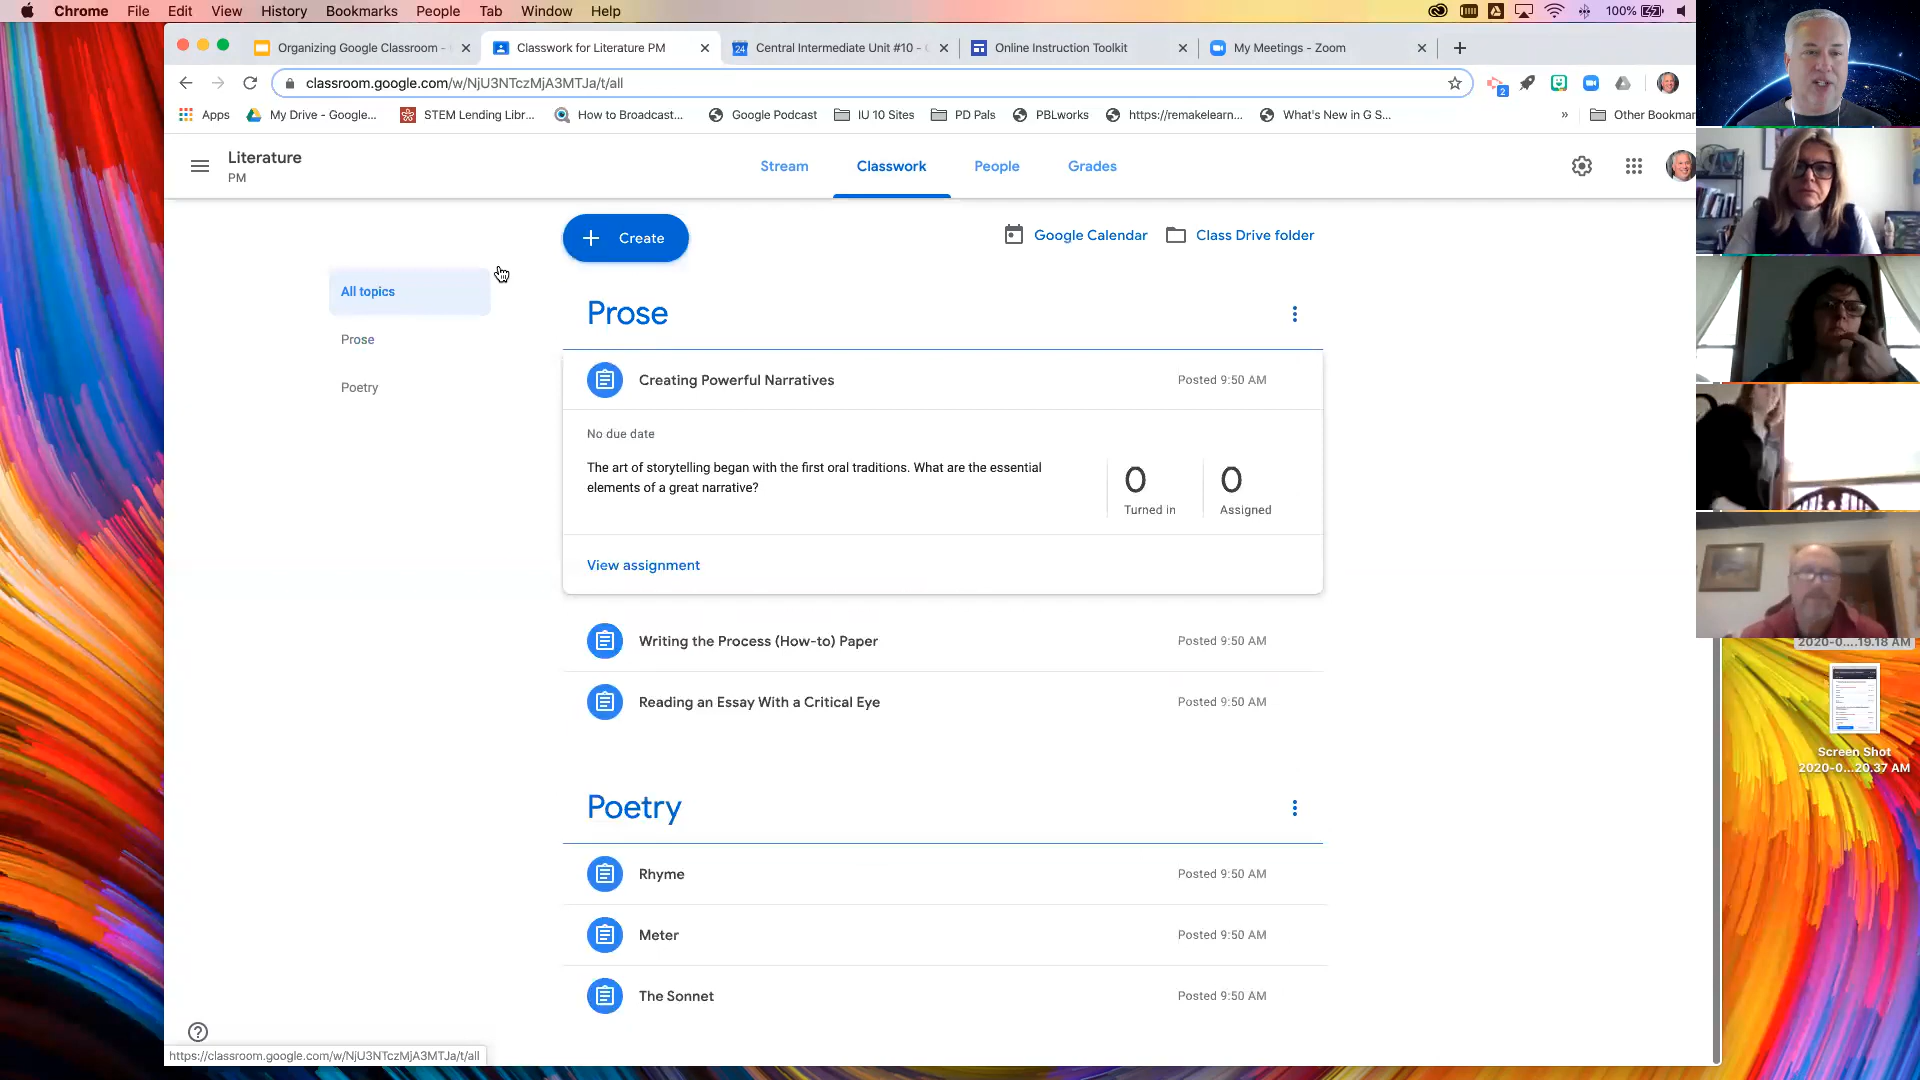 Chrome File Edit View History Bookmarks People Tab Window Help 100%
Organizing Google Classroom - Classwork for Literature PM 24 Central Intermediate Unit #10 - Online Instruction Toolkit My Meetings - Zoom
classroom.google.com/w/NjU3NTczMjA3MTJa/t/all 2
Apps My Drive - Google... STEM Lending Libr... How to Broadcast... Google Podcast IU 10 Sites PD Pals PBLworks https://remakelearn... What's New in G S... » Other Bookmar
Literature
PM
Stream Classwork People Grades
Create
Google Calendar Class Drive folder
All topics
Prose
Poetry
Prose
Creating Powerful Narratives Posted 9:50 AM
No due date
The art of storytelling began with the first oral traditions. What are the essential
elements of a great narrative?
0 0
Turned in Assigned
View assignment
Writing the Process (How-to) Paper Posted 9:50 AM
Reading an Essay With a Critical Eye Posted 9:50 AM
Poetry
Rhyme Posted 9:50 AM
Meter Posted 9:50 AM
The Sonnet Posted 9:50 AM
https://classroom.google.com/w/NjU3NTczMjA3MTJa/t/all
2020-0....19.18 AM
Screen Shot
2020-0...20.37 AM